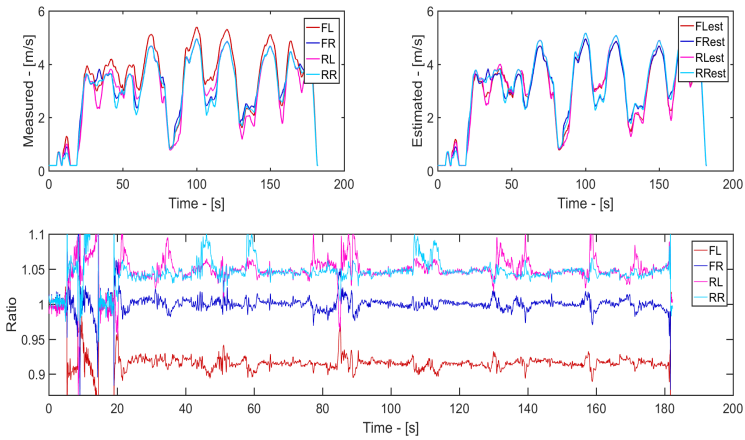 6
4
2
0
Measured - [m/s]
0
50
100
150
200
Time - [s]
FL
FR
RL
RR
6
4
2
0
Estimated - [m/s]
0
50
100
150
200
Time - [s]
FLest
FRest
RLest
RRest
1.1
1.05
1
0.95
0.9
Ratio
0
20
40
60
80
100
120
140
160
180
200
Time - [s]
FL
FR
RL
RR